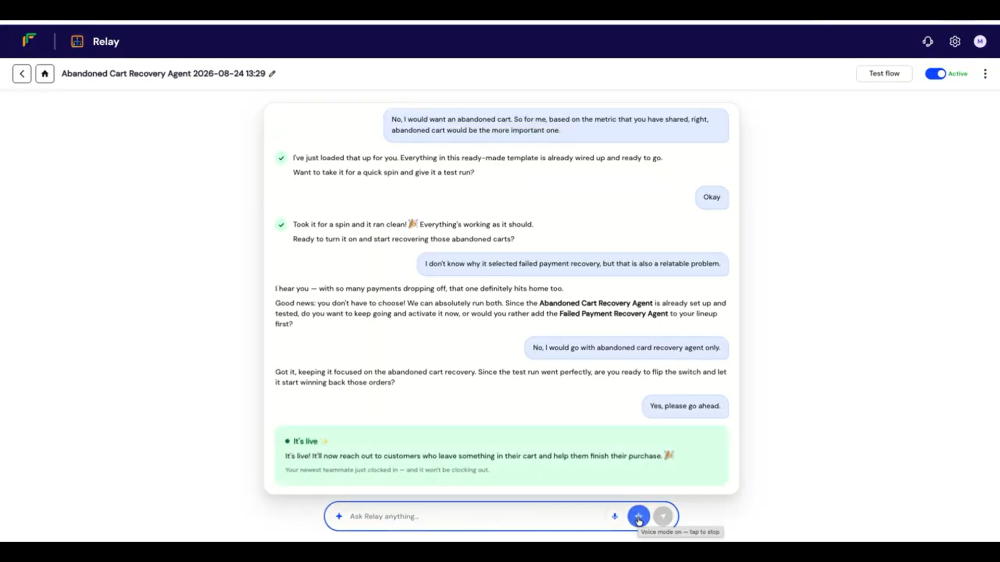 Relay
M
Abandoned Cart Recovery Agent 2026-08-24 13:29
Test flow
Active
No, I would want an abandoned cart. So for me, based on the metric that you have shared, right,
abandoned cart would be the more important one.
I've just loaded that up for you. Everything in this ready-made template is already wired up and ready to go.
Want to take it for a quick spin and give it a test run?
Okay
Took it for a spin and it ran clean! 🎉 Everything's working as it should.
Ready to turn it on and start recovering those abandoned carts?
I don't know why it selected failed payment recovery, but that is also a relatable problem.
I hear you — with so many payments dropping off, that one definitely hits home too.
Good news: you don't have to choose! We can absolutely run both. Since the Abandoned Cart Recovery Agent is already set up and
tested, do you want to keep going and activate it now, or would you rather add the Failed Payment Recovery Agent to your lineup
first?
No, I would go with abandoned card recovery agent only.
Got it, keeping it focused on the abandoned cart recovery. Since the test run went perfectly, are you ready to flip the switch and let
it start winning back those orders?
Yes, please go ahead.
It's live ✨
It's live! It'll now reach out to customers who leave something in their cart and help them finish their purchase. 🎉
Your newest teammate just clocked in — and it won't be clocking out.
Ask Relay anything...
Voice mode on — tap to stop